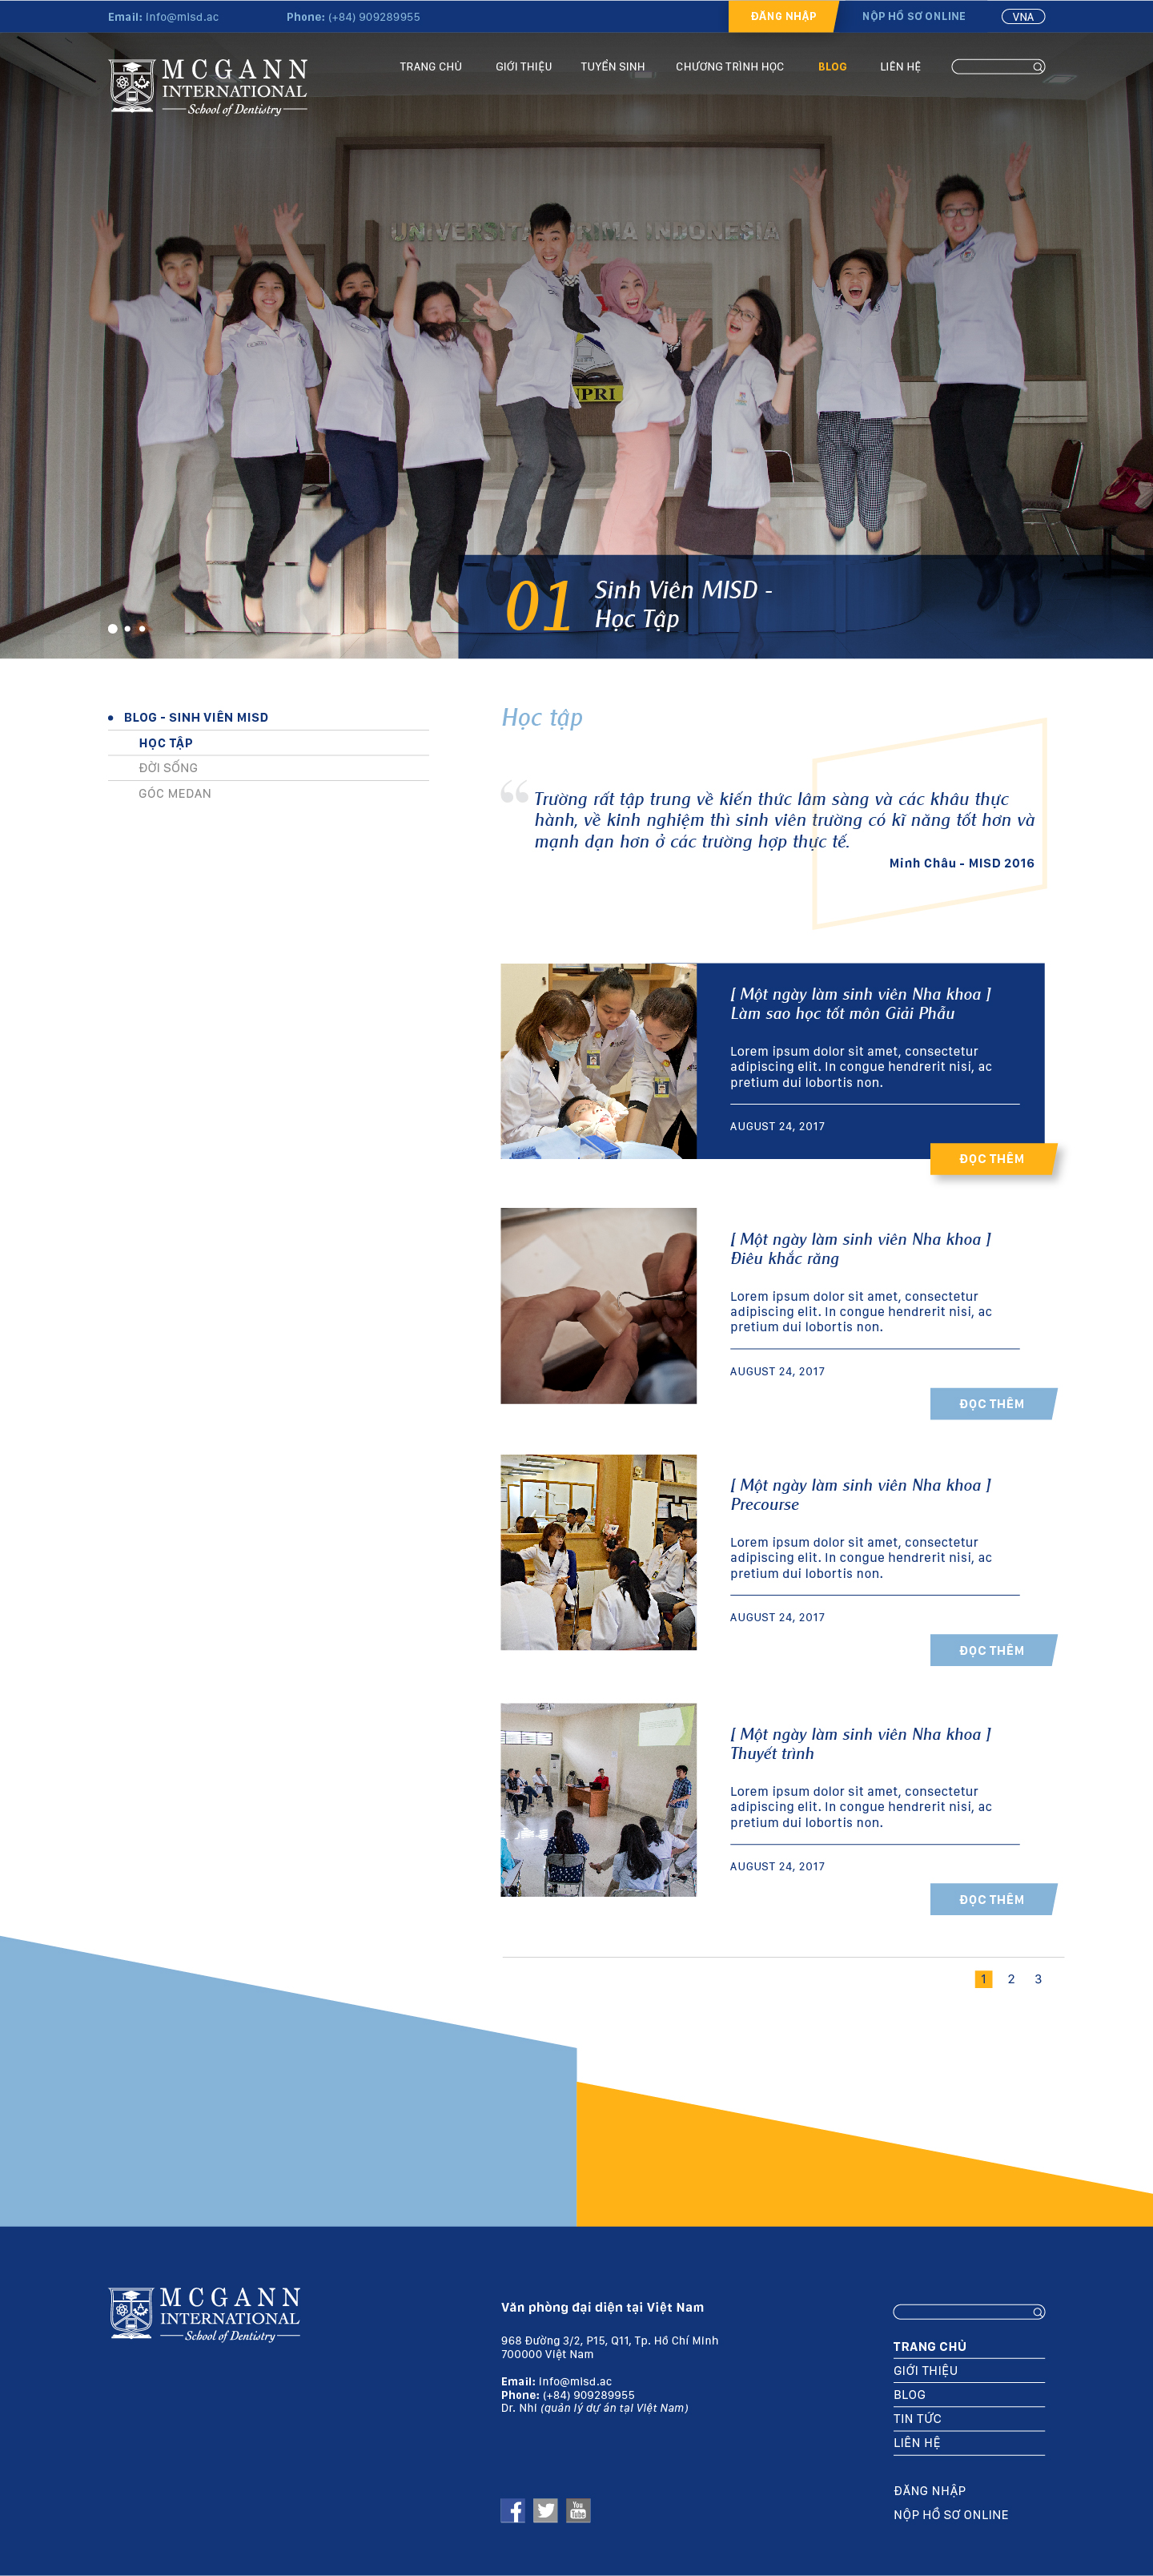 Email: info@misd.ac
Phone: (+84) 909289955
ĐĂNG NHẬP
NỘP HỒ SƠ ONLINE
VNA
MCGANN
INTERNATIONAL
School of Dentistry
TRANG CHỦ
GIỚI THIỆU
TUYỂN SINH
CHƯƠNG TRÌNH HỌC
BLOG
LIÊN HỆ
UNIVERSITAS PRIMA INDONESIA
UNPRI
01
Sinh Viên MISD -
Học Tập
BLOG - SINH VIÊN MISD
HỌC TẬP
ĐỜI SỐNG
GÓC MEDAN
Học tập
“ Trường rất tập trung về kiến thức lâm sàng và các khâu thực
hành, về kinh nghiệm thì sinh viên trường có kĩ năng tốt hơn và
mạnh dạn hơn ở các trường hợp thực tế.
Minh Châu - MISD 2016
[ Một ngày làm sinh viên Nha khoa ]
Làm sao học tốt môn Giải Phẫu
Lorem ipsum dolor sit amet, consectetur
adipiscing elit. In congue hendrerit nisi, ac
pretium dui lobortis non.
AUGUST 24, 2017
ĐỌC THÊM
[ Một ngày làm sinh viên Nha khoa ]
Điêu khắc răng
Lorem ipsum dolor sit amet, consectetur
adipiscing elit. In congue hendrerit nisi, ac
pretium dui lobortis non.
AUGUST 24, 2017
ĐỌC THÊM
[ Một ngày làm sinh viên Nha khoa ]
Precourse
Lorem ipsum dolor sit amet, consectetur
adipiscing elit. In congue hendrerit nisi, ac
pretium dui lobortis non.
AUGUST 24, 2017
ĐỌC THÊM
[ Một ngày làm sinh viên Nha khoa ]
Thuyết trình
Lorem ipsum dolor sit amet, consectetur
adipiscing elit. In congue hendrerit nisi, ac
pretium dui lobortis non.
AUGUST 24, 2017
ĐỌC THÊM
1 2 3
MCGANN
INTERNATIONAL
School of Dentistry
Văn phòng đại diện tại Việt Nam
968 Đường 3/2, P15, Q11, Tp. Hồ Chí Minh
700000 Việt Nam
Email: info@misd.ac
Phone: (+84) 909289955
Dr. Nhi (quản lý dự án tại Việt Nam)
You
Tube
TRANG CHỦ
GIỚI THIỆU
BLOG
TIN TỨC
LIÊN HỆ
ĐĂNG NHẬP
NỘP HỒ SƠ ONLINE